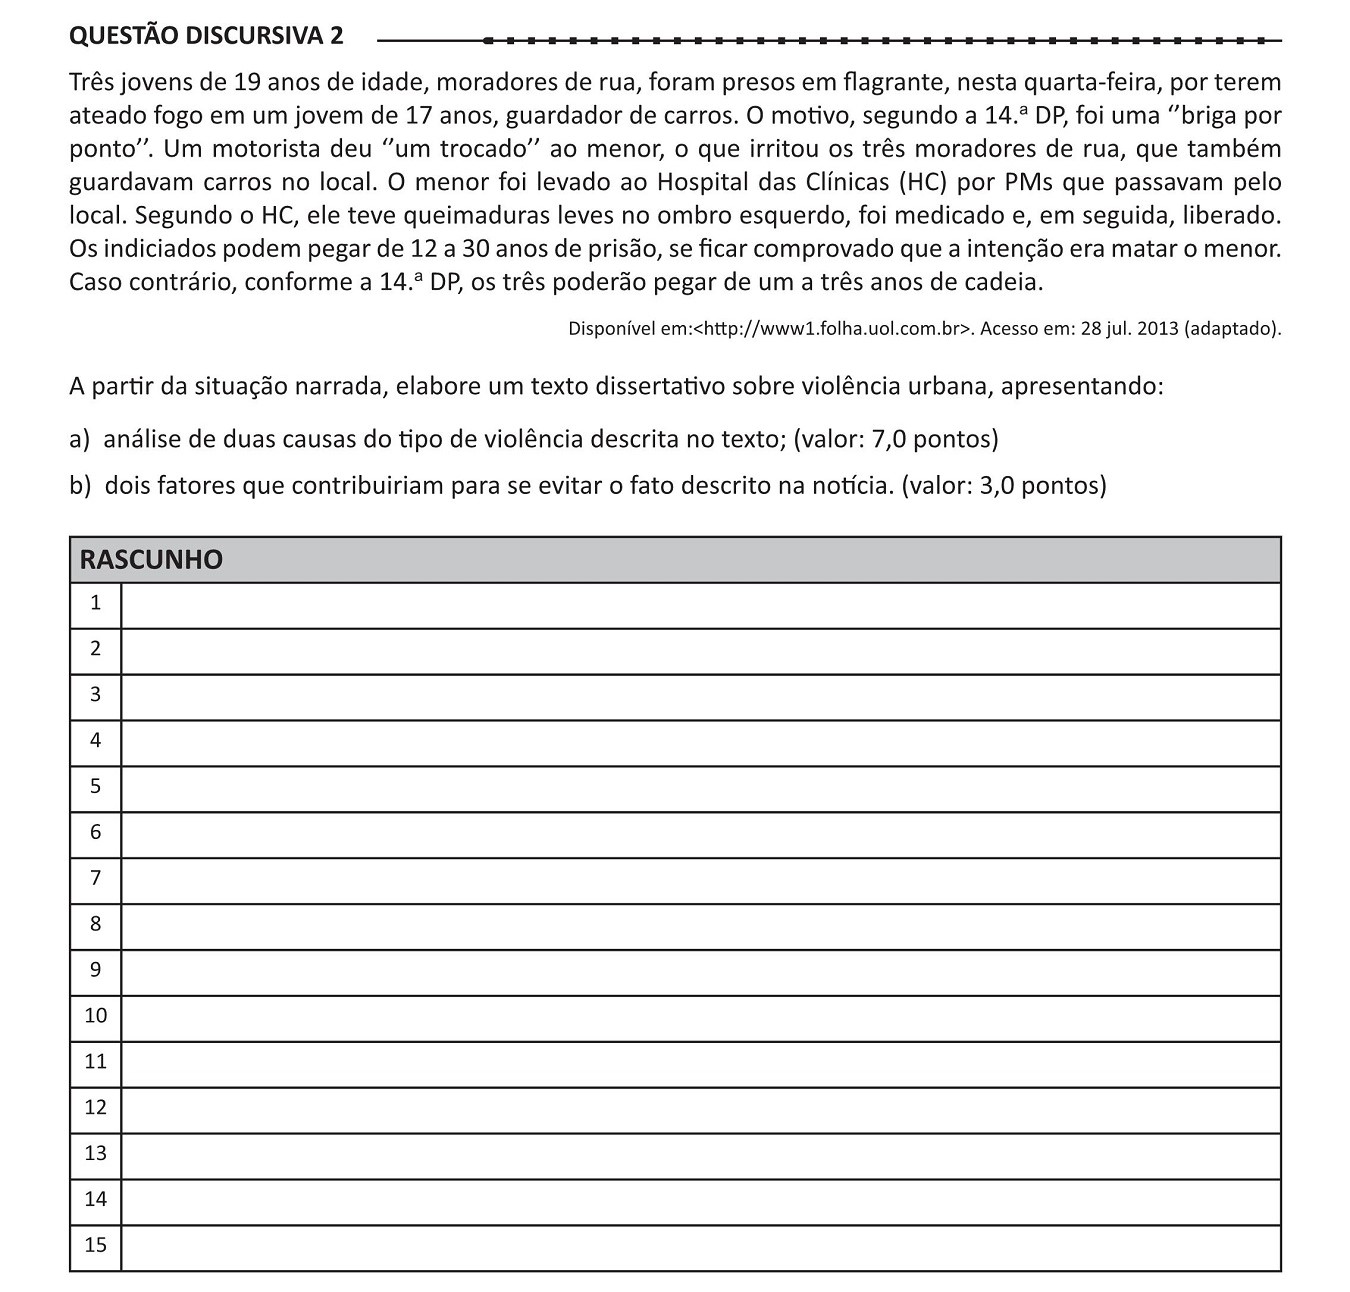 QUESTÃO DISCURSIVA 2
Três jovens de 19 anos de idade, moradores de rua, foram presos em flagrante, nesta quarta-feira, por terem
ateado fogo em um jovem de 17 anos, guardador de carros. O motivo, segundo a 14.ª DP, foi uma ‘’briga por
ponto’’. Um motorista deu ‘’um trocado’’ ao menor, o que irritou os três moradores de rua, que também
guardavam carros no local. O menor foi levado ao Hospital das Clínicas (HC) por PMs que passavam pelo
local. Segundo o HC, ele teve queimaduras leves no ombro esquerdo, foi medicado e, em seguida, liberado.
Os indiciados podem pegar de 12 a 30 anos de prisão, se ficar comprovado que a intenção era matar o menor.
Caso contrário, conforme a 14.ª DP, os três poderão pegar de um a três anos de cadeia.
Disponível em:<http://www1.folha.uol.com.br>. Acesso em: 28 jul. 2013 (adaptado).
A partir da situação narrada, elabore um texto dissertativo sobre violência urbana, apresentando:
a) análise de duas causas do tipo de violência descrita no texto; (valor: 7,0 pontos)
b) dois fatores que contribuiriam para se evitar o fato descrito na notícia. (valor: 3,0 pontos)
RASCUNHO
1
2
3
4
5
6
7
8
9
10
11
12
13
14
15